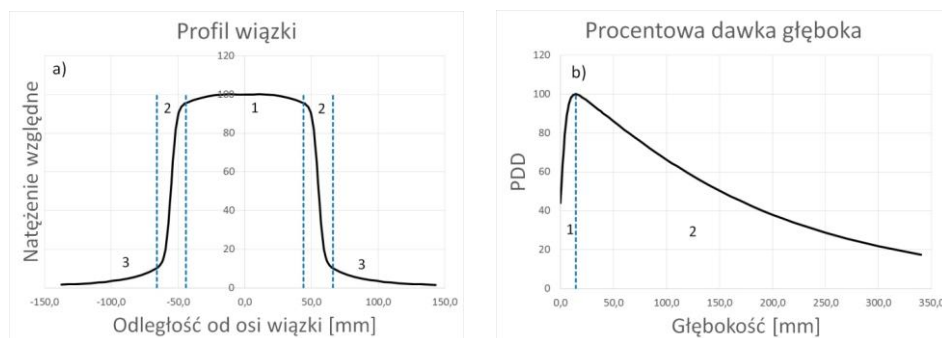 Profil wiązki
a)
Natężenie względne
120
100
80
60
40
20
0
2
1
2
3
3
-150,0 -100,0 -50,0 0,0 50,0 100,0 150,0
Odległość od osi wiązki [mm]
Procentowa dawka głęboka
b)
PDD
120
100
80
60
40
20
0
1
2
0,0 50,0 100,0 150,0 200,0 250,0 300,0 350,0
Głębokość [mm]